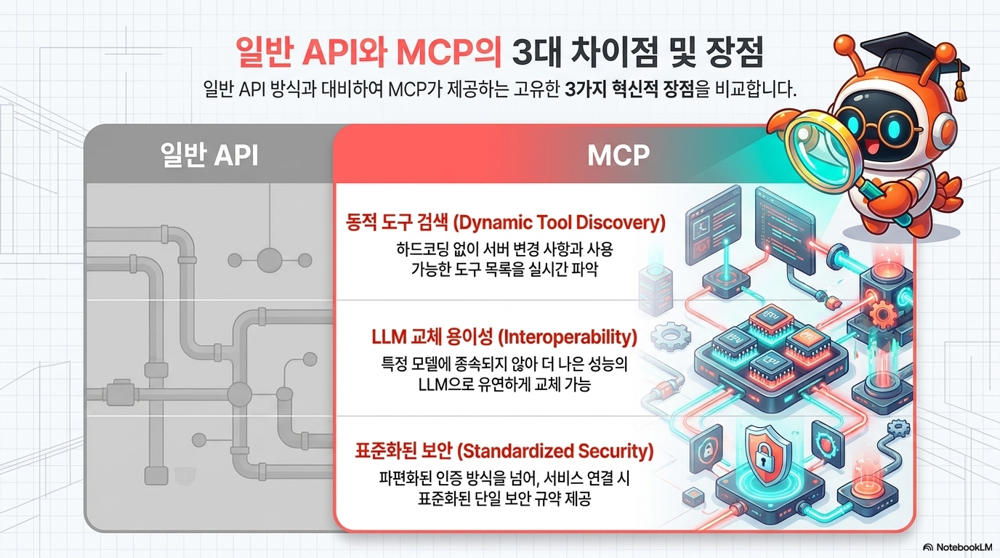 일반 API와 MCP의 3대 차이점 및 장점
일반 API 방식과 대비하여 MCP가 제공하는 고유한 3가지 혁신적 장점을 비교합니다.
일반 API
MCP
동적 도구 검색 (Dynamic Tool Discovery)
하드코딩 없이 서버 변경 사항과 사용
가능한 도구 목록을 실시간 파악
LLM 교체 용이성 (Interoperability)
특정 모델에 종속되지 않아 더 나은 성능의
LLM으로 유연하게 교체 가능
표준화된 보안 (Standardized Security)
파편화된 인증 방식을 넘어, 서비스 연결 시
표준화된 단일 보안 규약 제공
NotebookLM